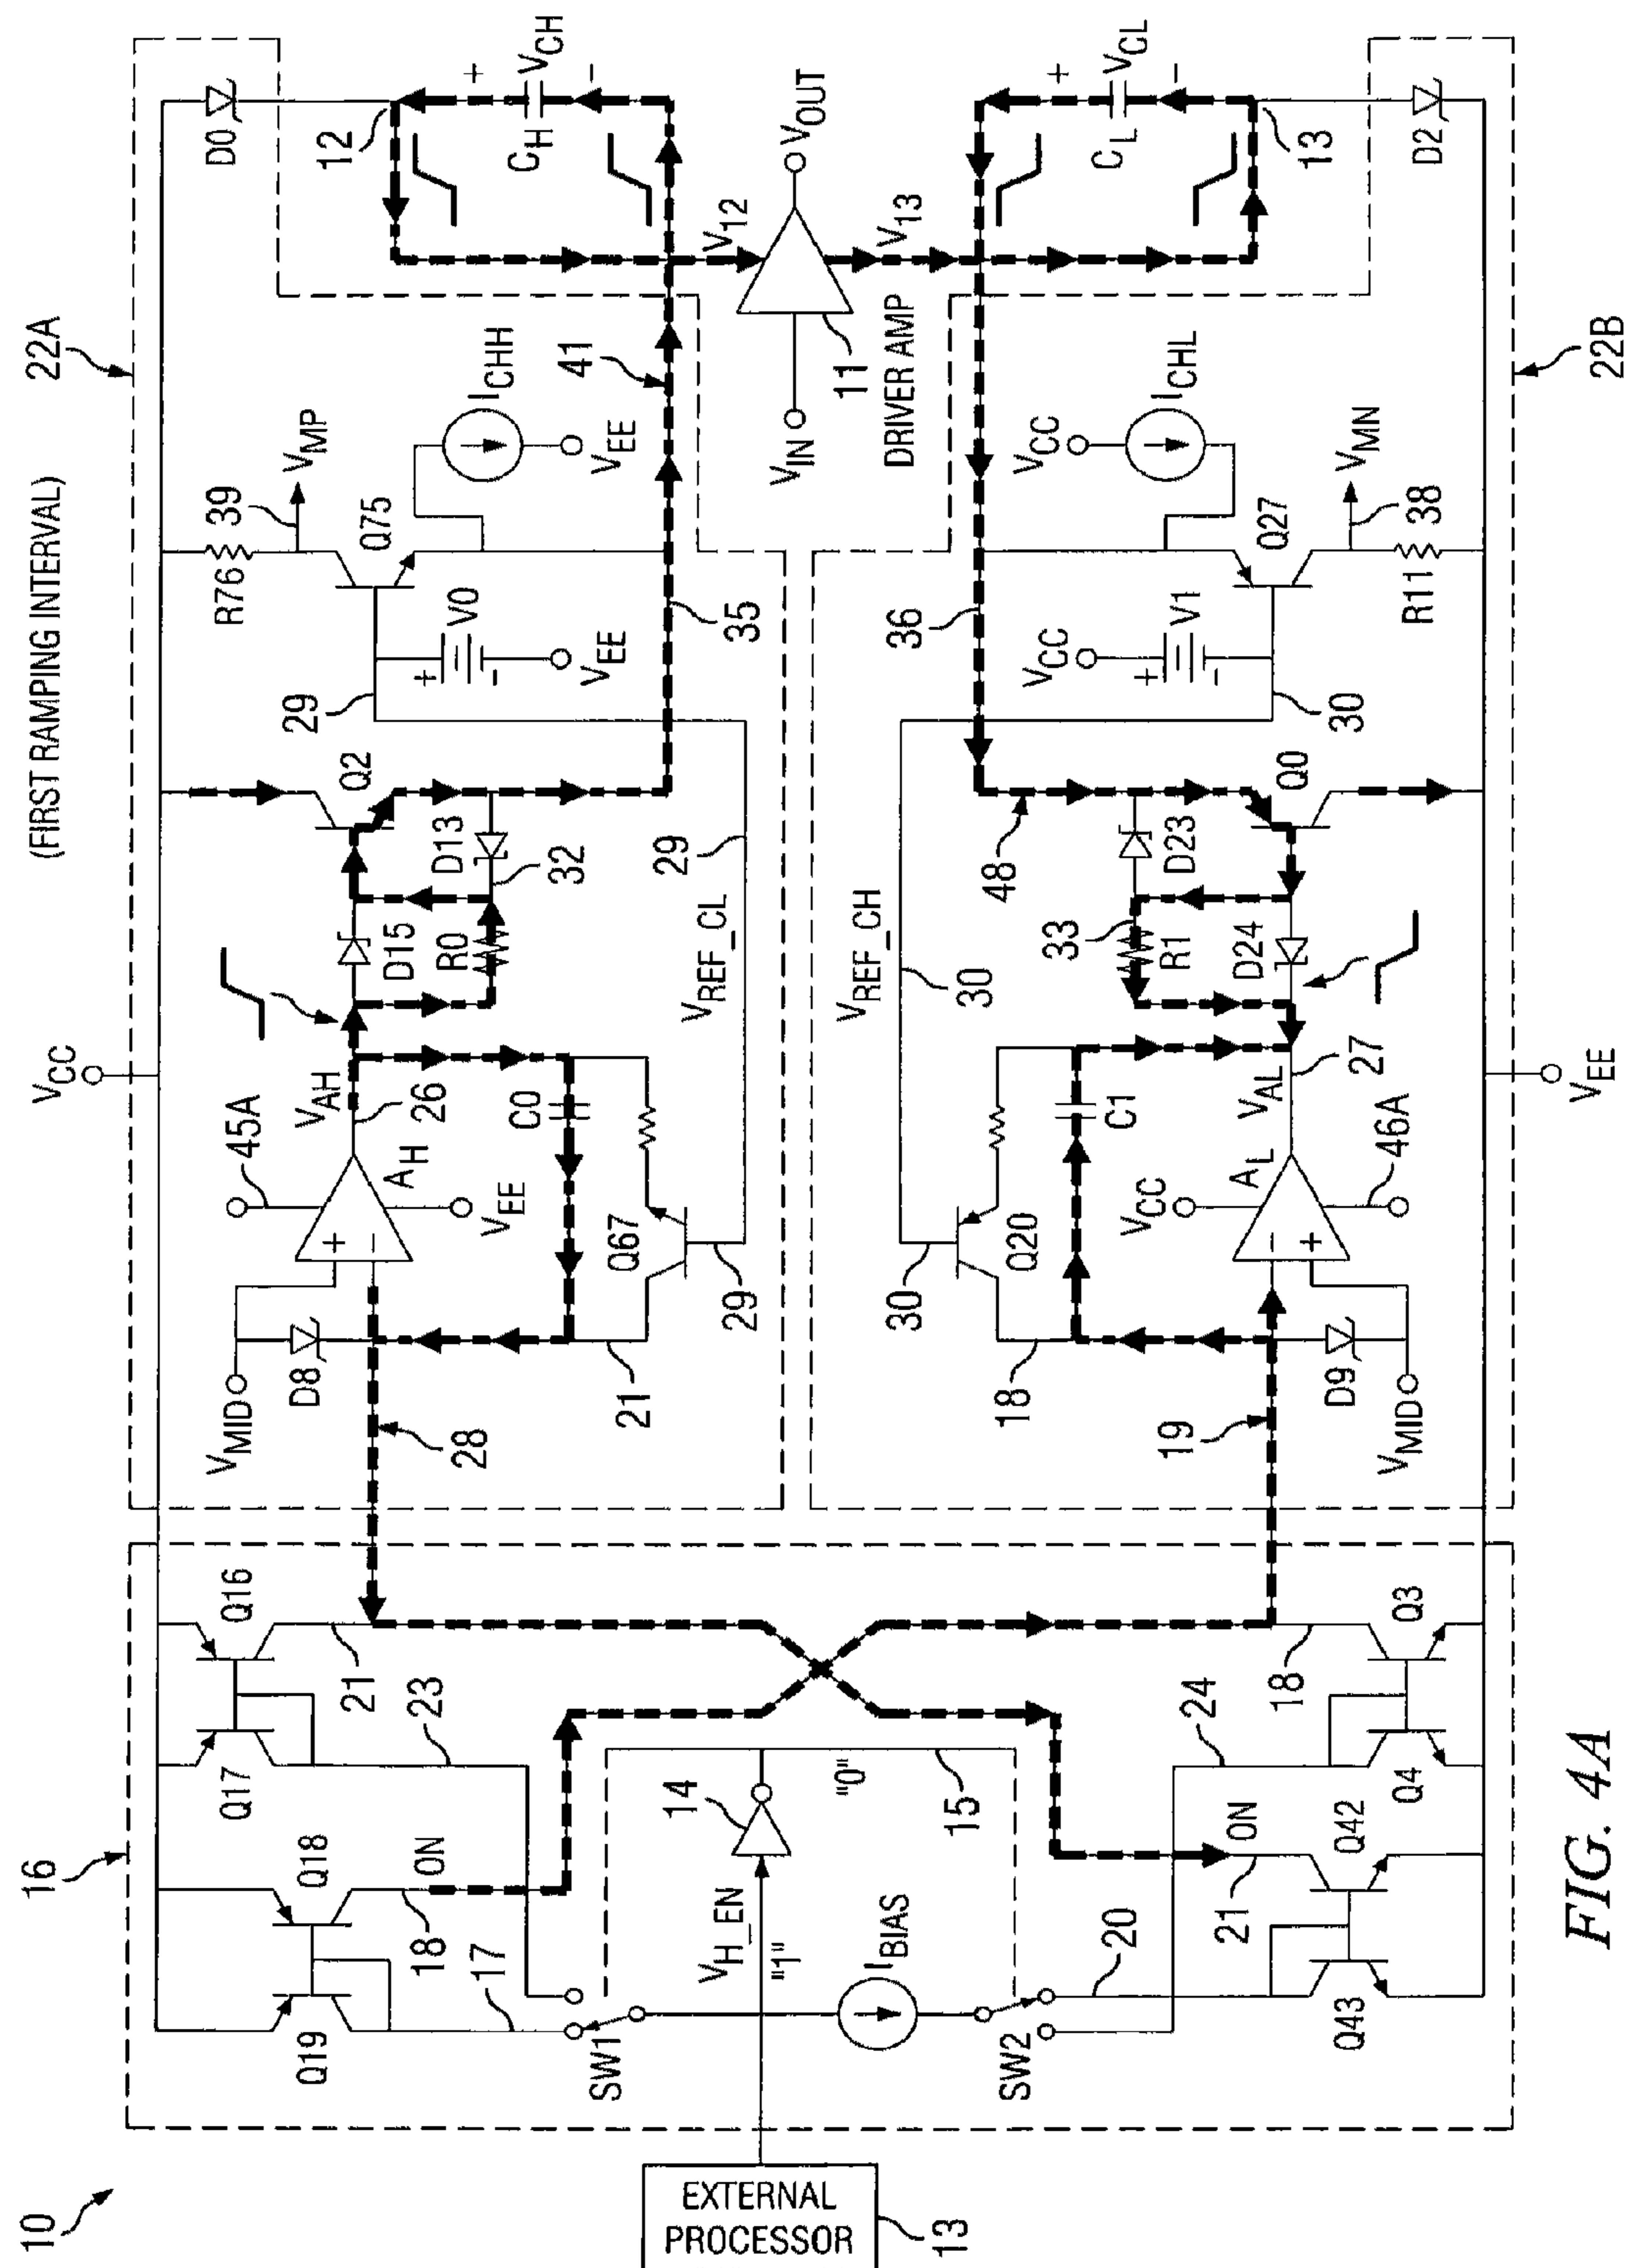 (FIRST RAMPING INTERVAL)
10
16
22A
VCC
Q19
Q18
Q17
Q16
18
17
ON
23
21
SW1
EXTERNAL
PROCESSOR
13
VH_EN
"1"
14
"0"
15
IBIAS
SW2
20
24
21
ON
18
Q43
Q42
Q4
Q3
28
VMID
D8
45A
+
−
AH
VEE
VAH
26
C0
Q67
21
29
D15
R0
D13
32
Q2
VREF_CL
29
29
V0
+
-
VEE
R76
39
VMP
Q75
ICHH
VEE
35
41
D0
12
CH
+
VCH
−
V12
VIN
VOUT
11
DRIVER AMP
V13
19
VMID
D9
18
30
Q20
C1
VCC
AL
−
+
46A
VAL
27
VEE
VREF_CH
30
33
R1
D23
D24
48
Q0
36
30
VCC
+
V1
-
Q27
R11
VCC
ICHL
VMN
38
+
CL
VCL
−
13
D2
22B
FIG. 4A